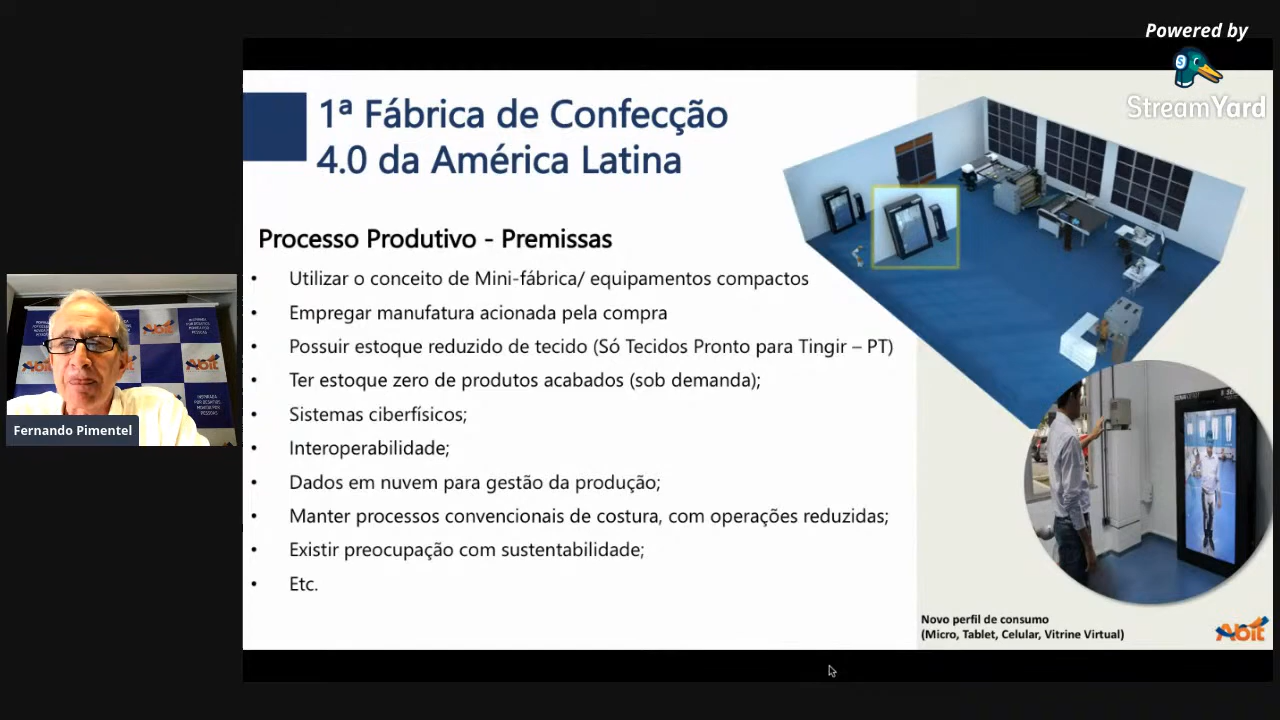 Powered by
StreamYard
1ª Fábrica de Confecção
4.0 da América Latina
Processo Produtivo - Premissas
• Utilizar o conceito de Mini-fábrica/ equipamentos compactos
• Empregar manufatura acionada pela compra
• Possuir estoque reduzido de tecido (Só Tecidos Pronto para Tingir – PT)
• Ter estoque zero de produtos acabados (sob demanda);
• Sistemas ciberfísicos;
• Interoperabilidade;
• Dados em nuvem para gestão da produção;
• Manter processos convencionais de costura, com operações reduzidas;
• Existir preocupação com sustentabilidade;
• Etc.
Novo perfil de consumo
(Micro, Tablet, Celular, Vitrine Virtual)
Abit
Abit
Abit
Fernando Pimentel